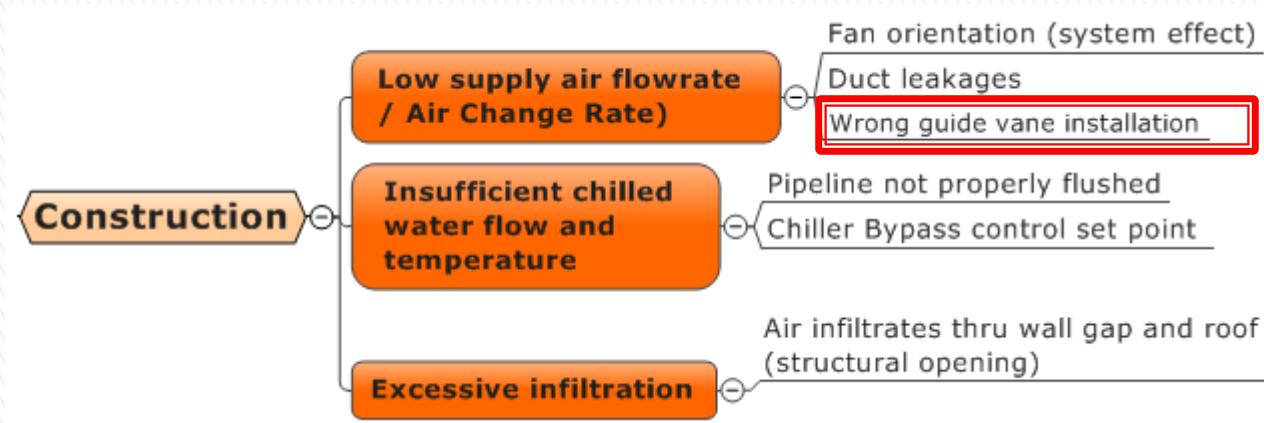 Construction
Low supply air flowrate
/ Air Change Rate)
Fan orientation (system effect)
Duct leakages
Wrong guide vane installation
Insufficient chilled
water flow and
temperature
Pipeline not properly flushed
Chiller Bypass control set point
Excessive infiltration
Air infiltrates thru wall gap and roof
(structural opening)